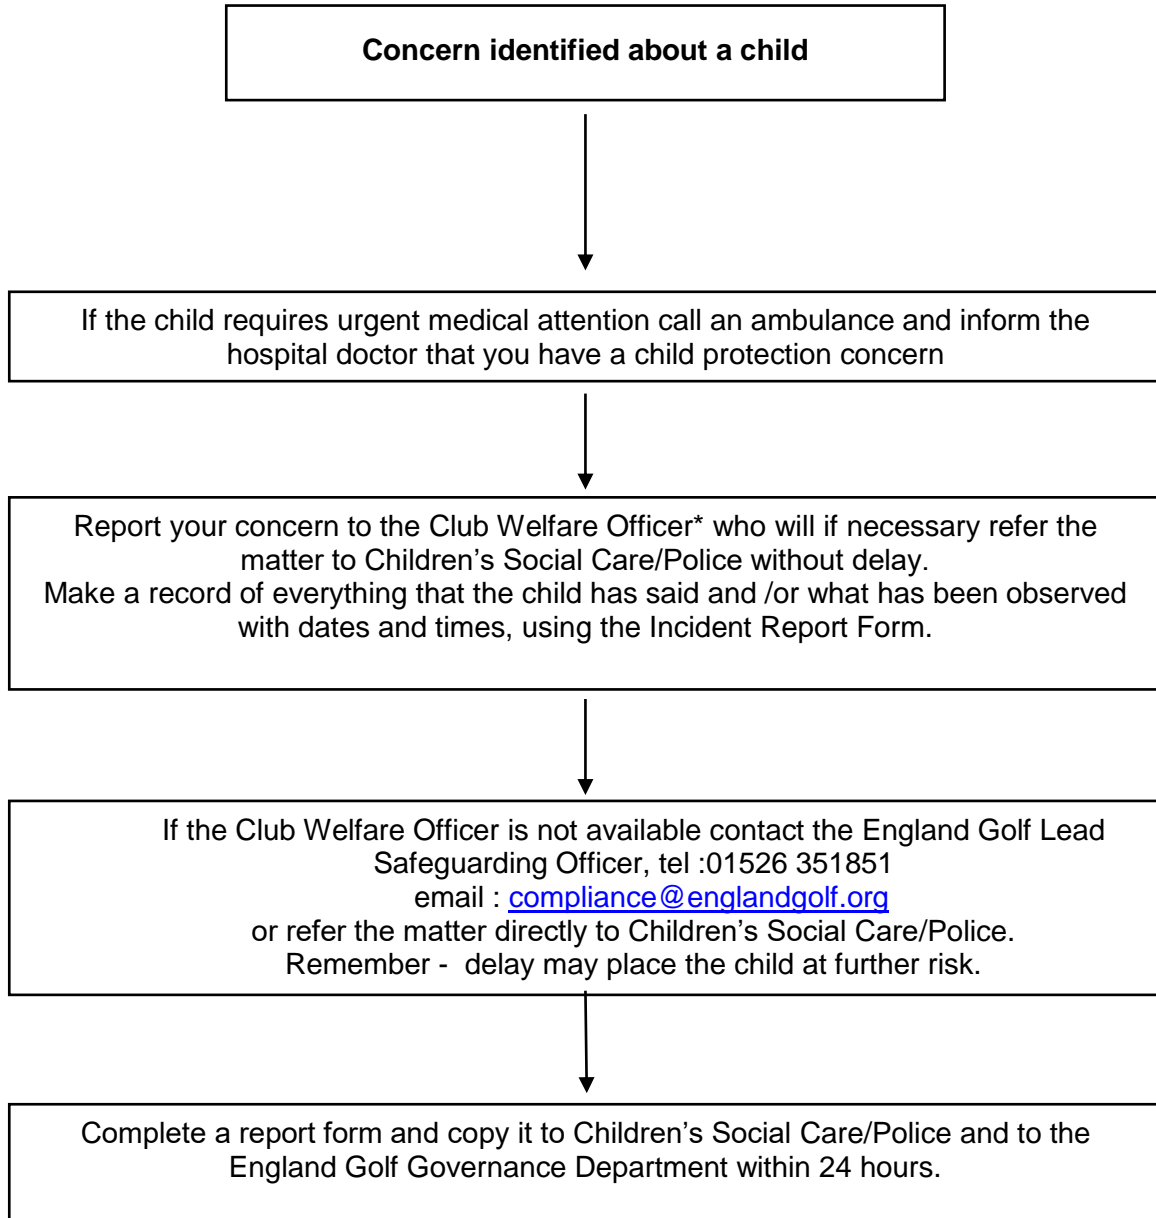 Concern identified about a child
If the child requires urgent medical attention call an ambulance and inform the
hospital doctor that you have a child protection concern
Report your concern to the Club Welfare Officer* who will if necessary refer the
matter to Children’s Social Care/Police without delay.
Make a record of everything that the child has said and /or what has been observed
with dates and times, using the Incident Report Form.
If the Club Welfare Officer is not available contact the England Golf Lead
Safeguarding Officer, tel :01526 351851
email : compliance@englandgolf.org
or refer the matter directly to Children’s Social Care/Police.
Remember -  delay may place the child at further risk.
Complete a report form and copy it to Children’s Social Care/Police and to the
England Golf Governance Department within 24 hours.